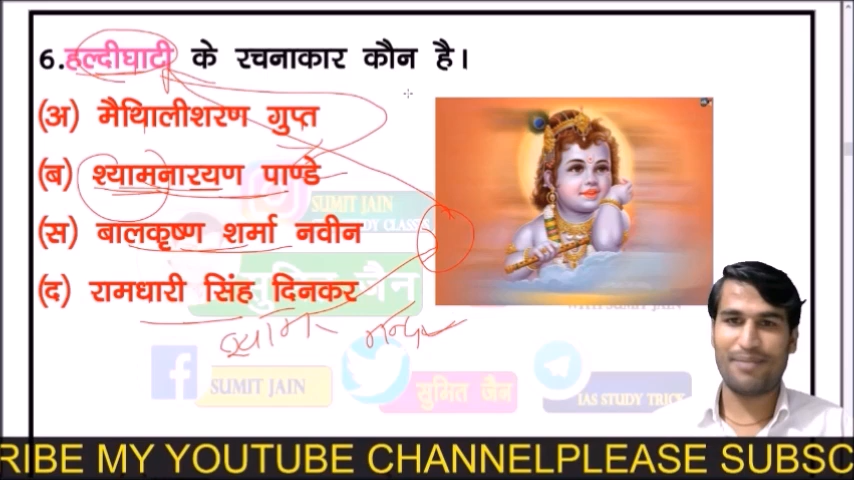 6.हल्दीघाटी के रचनाकार कौन है।
(अ) मैथिालीशरण गुप्त
(ब) श्यामनारयण पाण्डे
(स) बालकृष्ण शर्मा नवीन
(द) रामधारी सिंह दिनकर
SUMIT JAIN
सुमित जैन
श्याम
SUMIT JAIN
सुमित जैन
IAS STUDY TRICK
RIBE MY YOUTUBE CHANNELPLEASE SUBSC